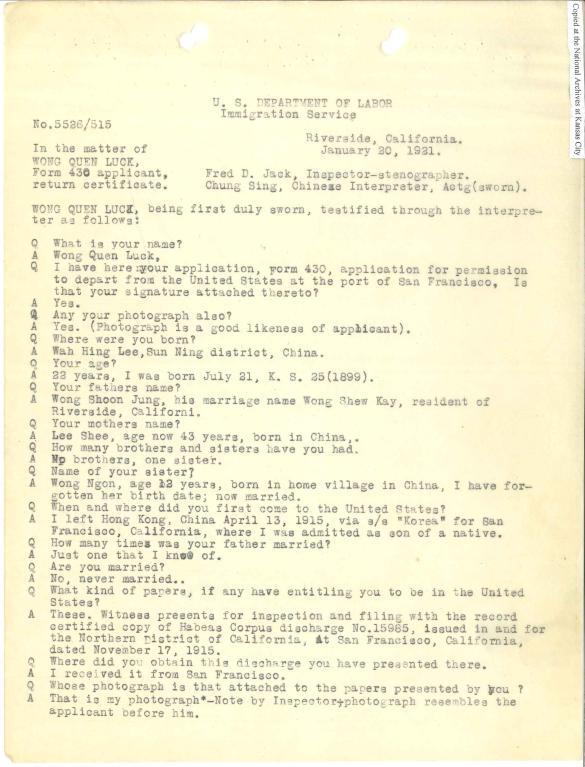 Copied at the National Archives at Kansas City
U. S. DEPARTMENT OF LABOR
Immigration Service
No.5526/515
Riverside, California.
January 20, 1921.
In the matter of
WONG QUEN LUCK,
Form 430 applicant,
return certificate.
Fred D. Jack, Inspector-stenographer.
Chung Sing, Chinese Interpreter, Actg(sworn).
WONG QUEN LUCK, being first duly sworn, testified through the interpre-
ter as follows:
Q What is your name?
A Wong Quen Luck,
Q I have here your application, form 430, application for permission
to depart from the United States at the port of San Francisco, Is
that your signature attached thereto?
A Yes.
Q Any your photograph also?
A Yes. (Photograph is a good likeness of applicant).
Q Where were you born?
A Wah Hing Lee,Sun Ning district, China.
Q Your age?
A 22 years, I was born July 21, K. S. 25(1899).
Q Your fathers name?
A Wong Shoon Jung, his marriage name Wong Shew Kay, resident of
Riverside, Californi.
Q Your mothers name?
A Lee Shee, age now 43 years, born in China,.
Q How many brothers and sisters have you had.
A No brothers, one sister.
Q Name of your sister?
A Wong Ngon, age 12 years, born in home village in China, I have for-
gotten her birth date; now married.
Q When and where did you first come to the United States?
A I left Hong Kong, China April 13, 1915, via s/s "Korea" for San
Francisco, California, where I was admitted as son of a native.
Q How many times was your father married?
A Just one that I know of.
Q Are you married?
A No, never married..
Q What kind of papers, if any have entitling you to be in the United
States?
A These. Witness presents for inspection and filing with the record
certified copy of Habeas Corpus discharge No.15965, issued in and for
the Northern District of California, At San Francisco, California,
dated November 17, 1915.
Q Where did you obtain this discharge you have presented there.
A I received it from San Francisco.
Q Whose photograph is that attached to the papers presented by you ?
A That is my photograph*-Note by Inspector+photograph resembles the
applicant before him.